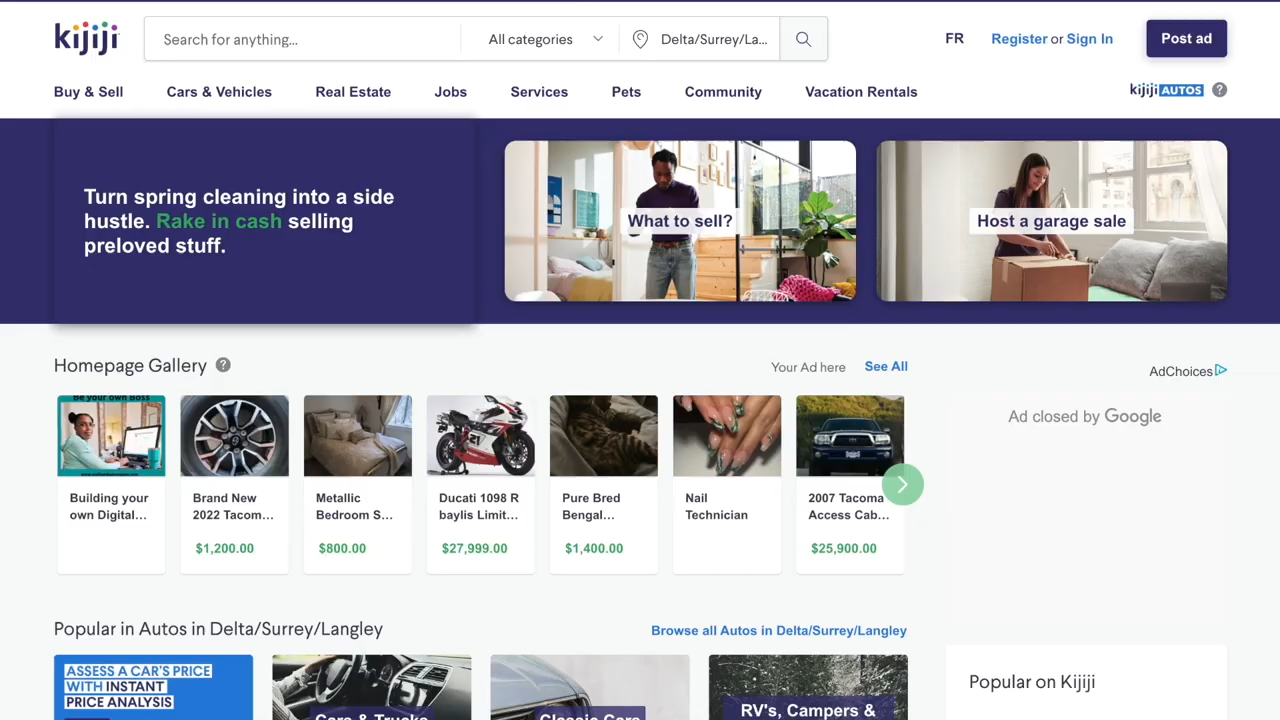 kijiji
Search for anything...
All categories
Delta/Surrey/La...
FR
Register or Sign In
Post ad
Buy & Sell
Cars & Vehicles
Real Estate
Jobs
Services
Pets
Community
Vacation Rentals
kijiji AUTOS ?
Turn spring cleaning into a side
hustle. Rake in cash selling
preloved stuff.
What to sell?
Host a garage sale
Homepage Gallery ?
Your Ad here
See All
AdChoices
Ad closed by Google
Be your own Boss
Building your
own Digital...
Brand New
2022 Tacom...
$1,200.00
Metallic
Bedroom S...
$800.00
Ducati 1098 R
baylis Limit...
$27,999.00
Pure Bred
Bengal...
$1,400.00
Nail
Technician
2007 Tacoma
Access Cab...
$25,900.00
Popular in Autos in Delta/Surrey/Langley
Browse all Autos in Delta/Surrey/Langley
ASSESS A CAR'S PRICE
WITH INSTANT
PRICE ANALYSIS
Cars & Trucks
Classic Cars
RV's, Campers &
Popular on Kijiji